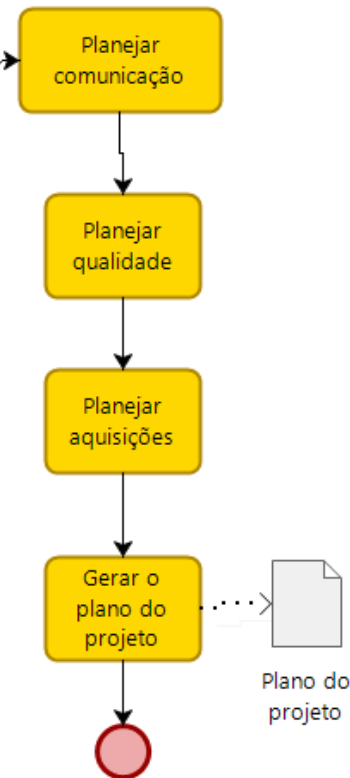 Planejar
comunicação
Planejar
qualidade
Planejar
aquisições
Gerar o
plano do
projeto
Plano do
projeto